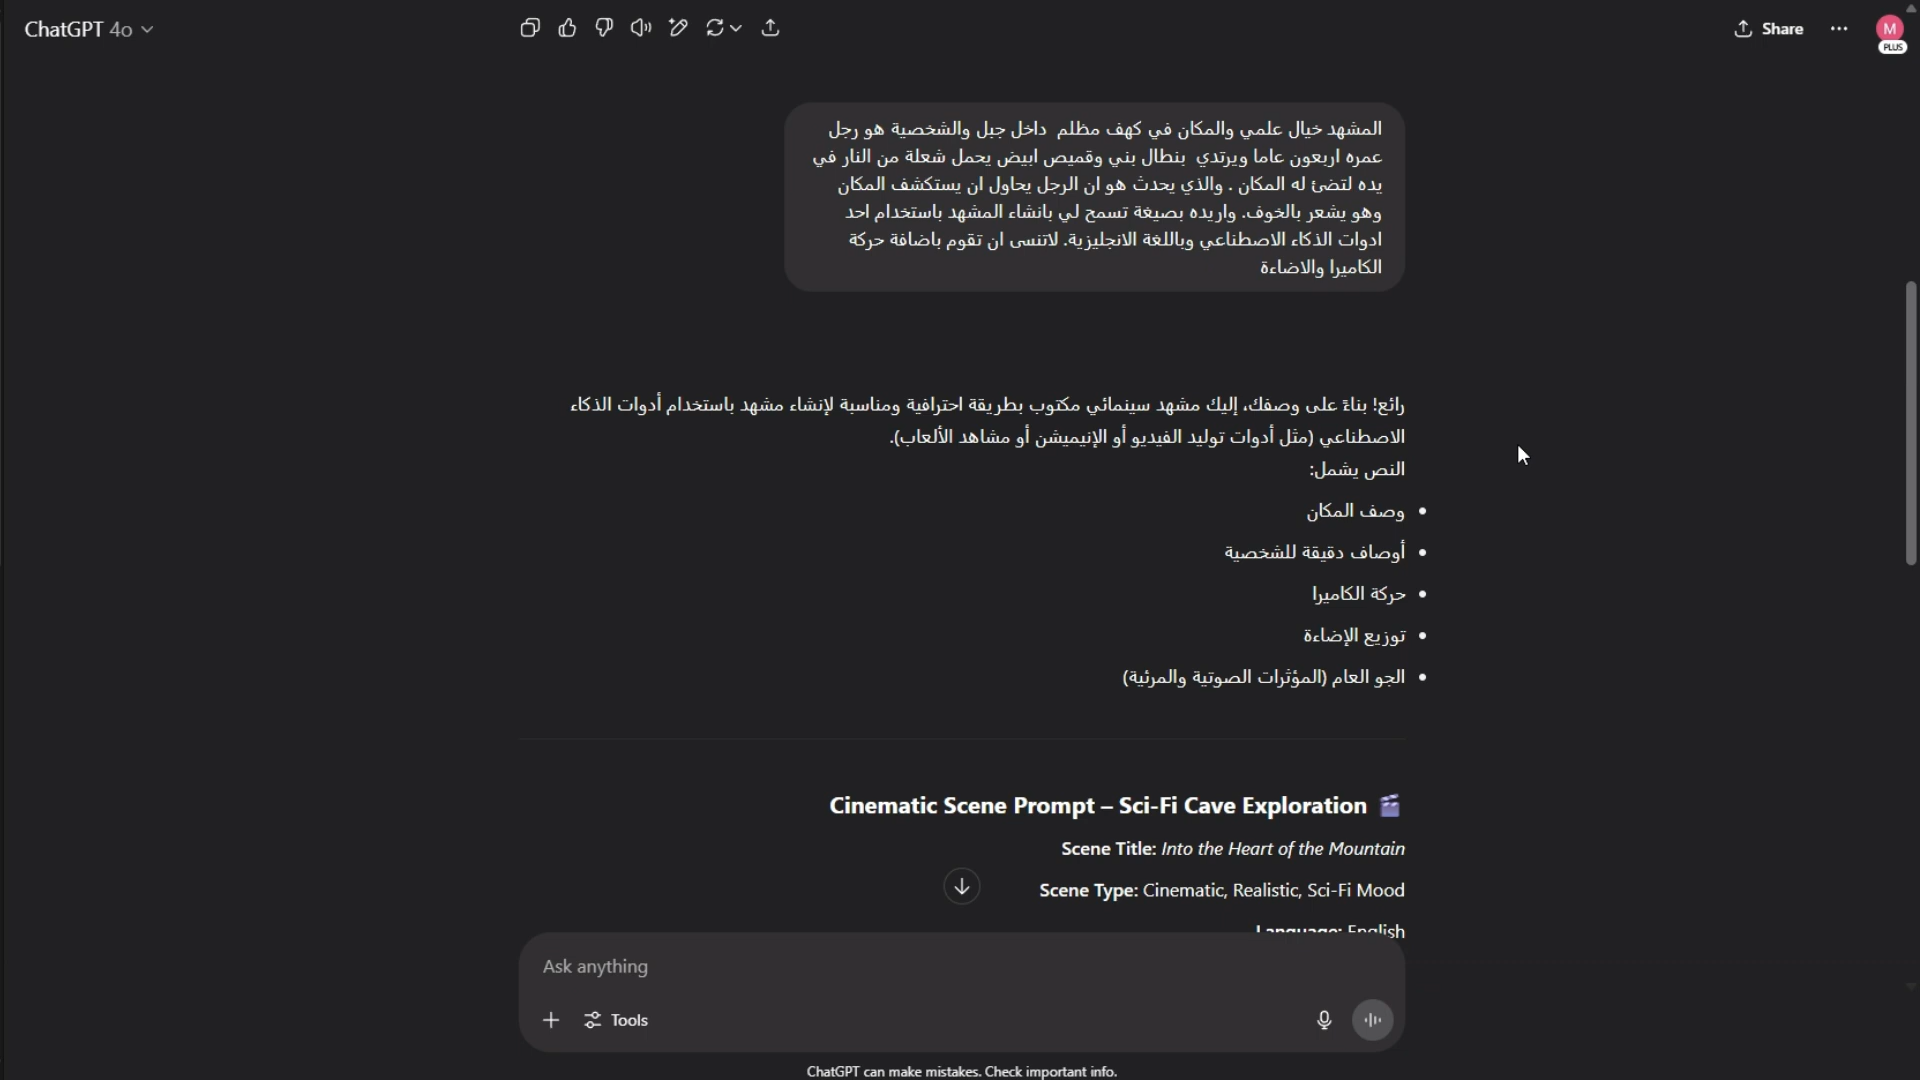 ChatGPT 4o
Share
M
PLUS
المشهد خيال علمي والمكان في كهف مظلم داخل جبل والشخصية هو رجل
عمره اربعون عاما ويرتدي بنطال بني وقميص ابيض يحمل شعلة من النار في
يده لتضئ له المكان . والذي يحدث هو ان الرجل يحاول ان يستكشف المكان
وهو يشعر بالخوف. واريده بصيغة تسمح لي بانشاء المشهد باستخدام احد
ادوات الذكاء الاصطناعي وباللغة الانجليزية. لاتنسى ان تقوم باضافة حركة
الكاميرا والاضاءة
رائع! بناءً على وصفك، إليك مشهد سينمائي مكتوب بطريقة احترافية ومناسبة لإنشاء مشهد باستخدام أدوات الذكاء
الاصطناعي (مثل أدوات توليد الفيديو أو الإنيميشن أو مشاهد الألعاب).
النص يشمل:
• وصف المكان
• أوصاف دقيقة للشخصية
• حركة الكاميرا
• توزيع الإضاءة
• الجو العام (المؤثرات الصوتية والمرئية)
Cinematic Scene Prompt – Sci-Fi Cave Exploration
Scene Title: Into the Heart of the Mountain
Scene Type: Cinematic, Realistic, Sci-Fi Mood
Language: English
Ask anything
Tools
ChatGPT can make mistakes. Check important info.